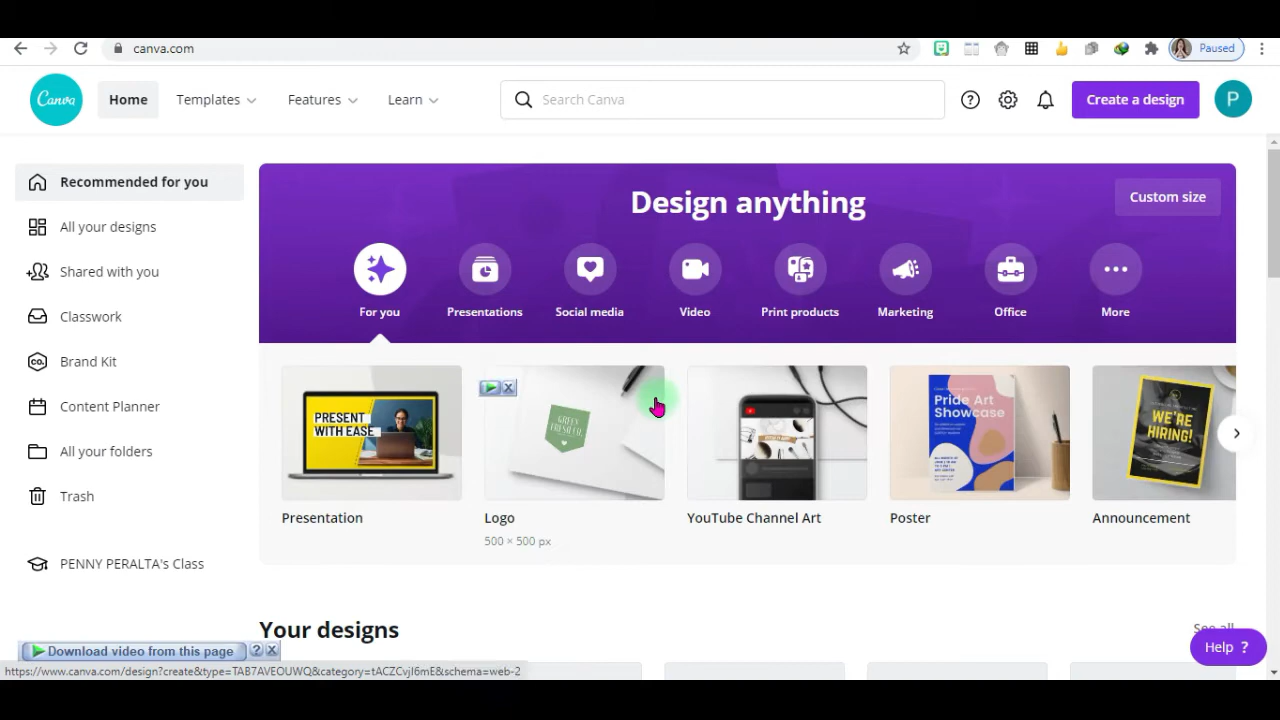 canva.com
Paused
Canva
Home
Templates
Features
Learn
Search Canva
Create a design
P
Recommended for you
All your designs
Shared with you
Classwork
Brand Kit
Content Planner
All your folders
Trash
PENNY PERALTA's Class
Design anything
Custom size
For you
Presentations
Social media
Video
Print products
Marketing
Office
More
PRESENT
WITH EASE
GREEN
FRESHLER
Pride Art
Showcase
WE'RE
HIRING!
Presentation
Logo
YouTube Channel Art
Poster
Announcement
500 × 500 px
Your designs
See all
Help ?
Download video from this page
https://www.canva.com/design?create&type=TAB7AVEOUWQ&category=tACZCvjI6mE&schema=web-2